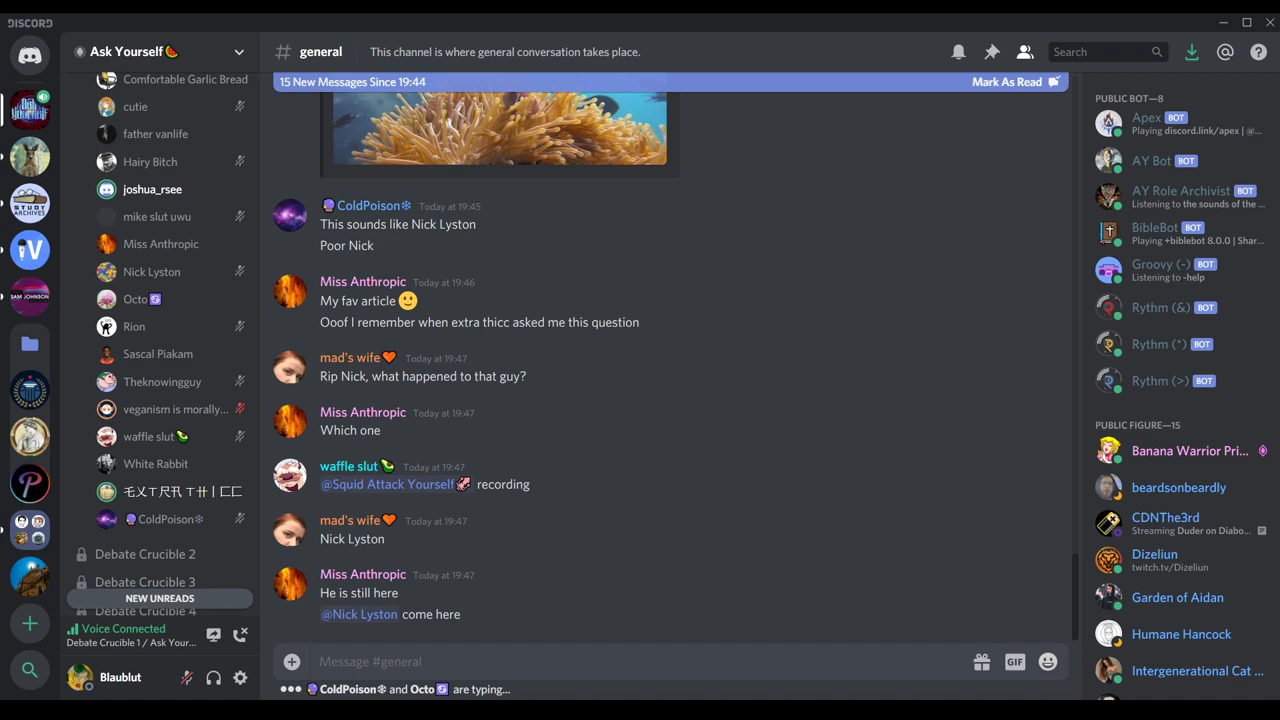 DISCORD
Ask Yourself🍉
# general
This channel is where general conversation takes place.
Search
Comfortable Garlic Bread
cutie
father vanlife
Hairy Bitch
joshua_rsee
mike slut uwu
Miss Anthropic
Nick Lyston
Octo
Rion
Sascal Piakam
Theknowingguy
veganism is morally...
waffle slut🥑
White Rabbit
🔮ColdPoison❄
Debate Crucible 2
Debate Crucible 3
Debate Crucible 4
NEW UNREADS
Voice Connected
Debate Crucible 1 / Ask Your...
Blaublut
STUDY ARCHIVES
V
SAM JOHNSON
15 New Messages Since 19:44
Mark As Read
🔮ColdPoison❄ Today at 19:45
This sounds like Nick Lyston
Poor Nick
Miss Anthropic Today at 19:46
My fav article 🙂
Ooof I remember when extra thicc asked me this question
mad's wife🧡 Today at 19:47
Rip Nick, what happened to that guy?
Miss Anthropic Today at 19:47
Which one
waffle slut🥑 Today at 19:47
@Squid Attack Yourself🦑 recording
mad's wife🧡 Today at 19:47
Nick Lyston
Miss Anthropic Today at 19:47
He is still here
@Nick Lyston come here
Message #general
GIF
🔮ColdPoison❄ and Octo are typing...
PUBLIC BOT—8
Apex BOT
Playing discord.link/apex | @...
AY Bot BOT
AY Role Archivist BOT
Listening to the sounds of the ...
BibleBot BOT
Playing +biblebot 8.0.0 | Shar...
Groovy (-) BOT
Listening to -help
Rythm (&) BOT
Rythm (*) BOT
Rythm (>) BOT
PUBLIC FIGURE—15
Banana Warrior Pri...
beardsonbeardly
CDNThe3rd
Streaming Duder on Diabo...
Dizeliun
twitch.tv/Dizeliun
Garden of Aidan
Humane Hancock
Intergenerational Cat ...